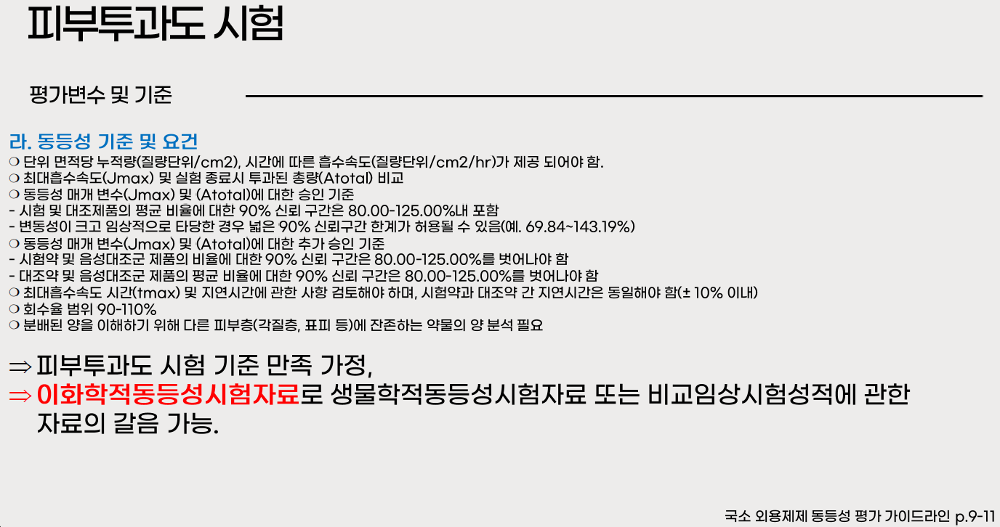 피부투과도 시험
평가변수 및 기준
라. 동등성 기준 및 요건
❍ 단위 면적당 누적량(질량단위/cm2), 시간에 따른 흡수속도(질량단위/cm2/hr)가 제공 되어야 함.
❍ 최대흡수속도(Jmax) 및 실험 종료시 투과된 총량(Atotal) 비교
❍ 동등성 매개 변수(Jmax) 및 (Atotal)에 대한 승인 기준
- 시험 및 대조제품의 평균 비율에 대한 90% 신뢰 구간은 80.00-125.00%내 포함
- 변동성이 크고 임상적으로 타당한 경우 넓은 90% 신뢰구간 한계가 허용될 수 있음(예. 69.84~143.19%)
❍ 동등성 매개 변수(Jmax) 및 (Atotal)에 대한 추가 승인 기준
- 시험약 및 음성대조군 제품의 비율에 대한 90% 신뢰 구간은 80.00-125.00%를 벗어나야 함
- 대조약 및 음성대조군 제품의 평균 비율에 대한 90% 신뢰 구간은 80.00-125.00%를 벗어나야 함
❍ 최대흡수속도 시간(tmax) 및 지연시간에 관한 사항 검토해야 하며, 시험약과 대조약 간 지연시간은 동일해야 함(± 10% 이내)
❍ 회수율 범위 90-110%
❍ 분배된 양을 이해하기 위해 다른 피부층(각질층, 표피 등)에 잔존하는 약물의 양 분석 필요
⇒ 피부투과도 시험 기준 만족 가정,
⇒ 이화학적동등성시험자료로 생물학적동등성시험자료 또는 비교임상시험성적에 관한
자료의 갈음 가능.
국소 외용제제 동등성 평가 가이드라인 p.9-11